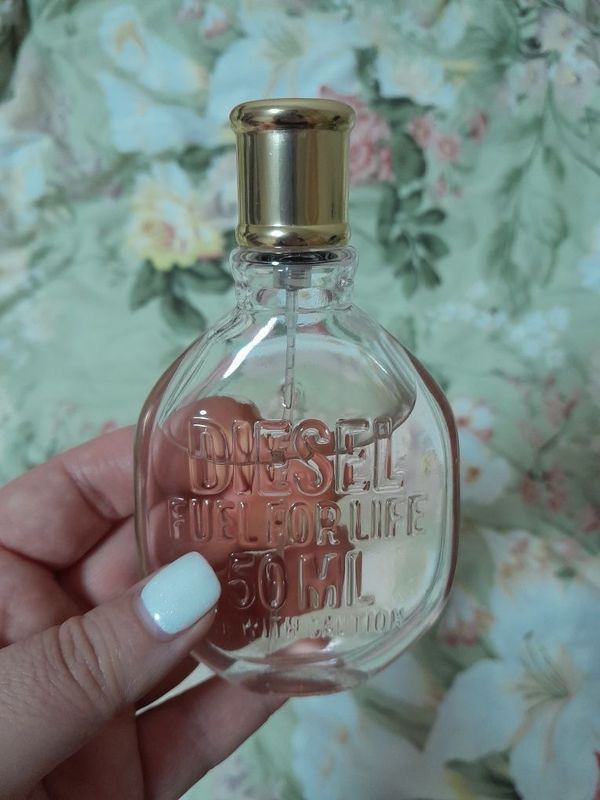 DIESEL
FUEL FOR LIFE
50 ML
WITH CAUTION